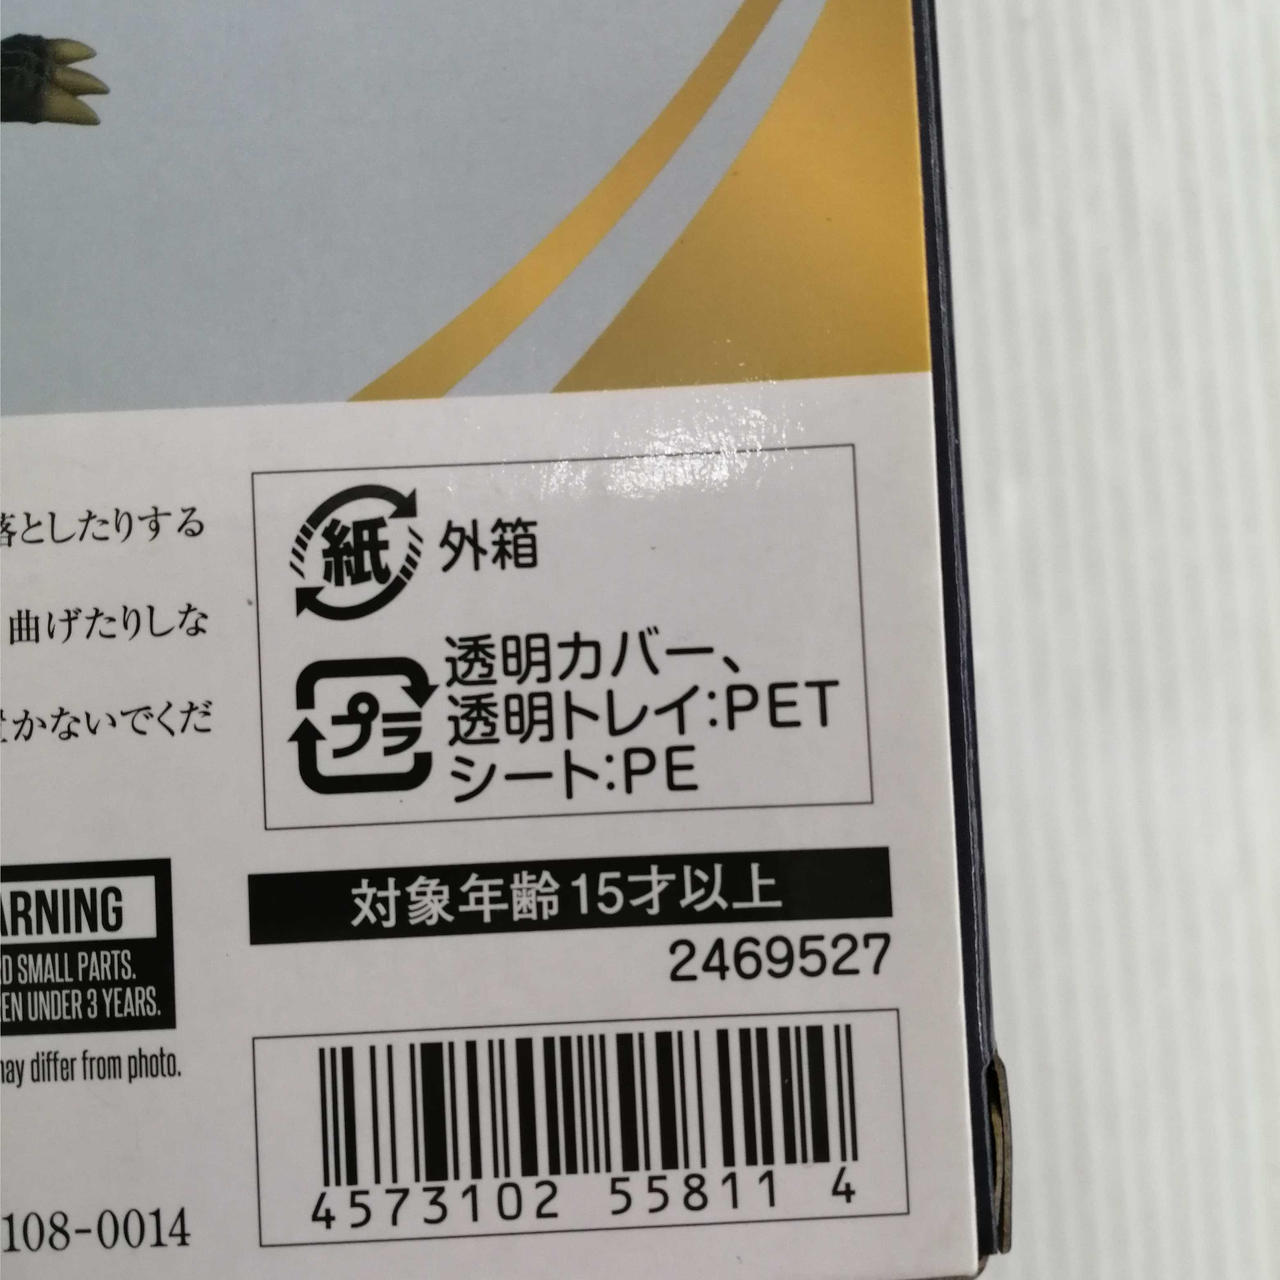 落としたりする
曲げたりしな
かないでくだ
紙 外箱
プラ 透明カバー、
透明トレイ:PET
シート:PE
対象年齢15才以上
2469527
ARNING
D SMALL PARTS.
EN UNDER 3 YEARS.
may differ from photo.
108-0014
4573102 55811 4